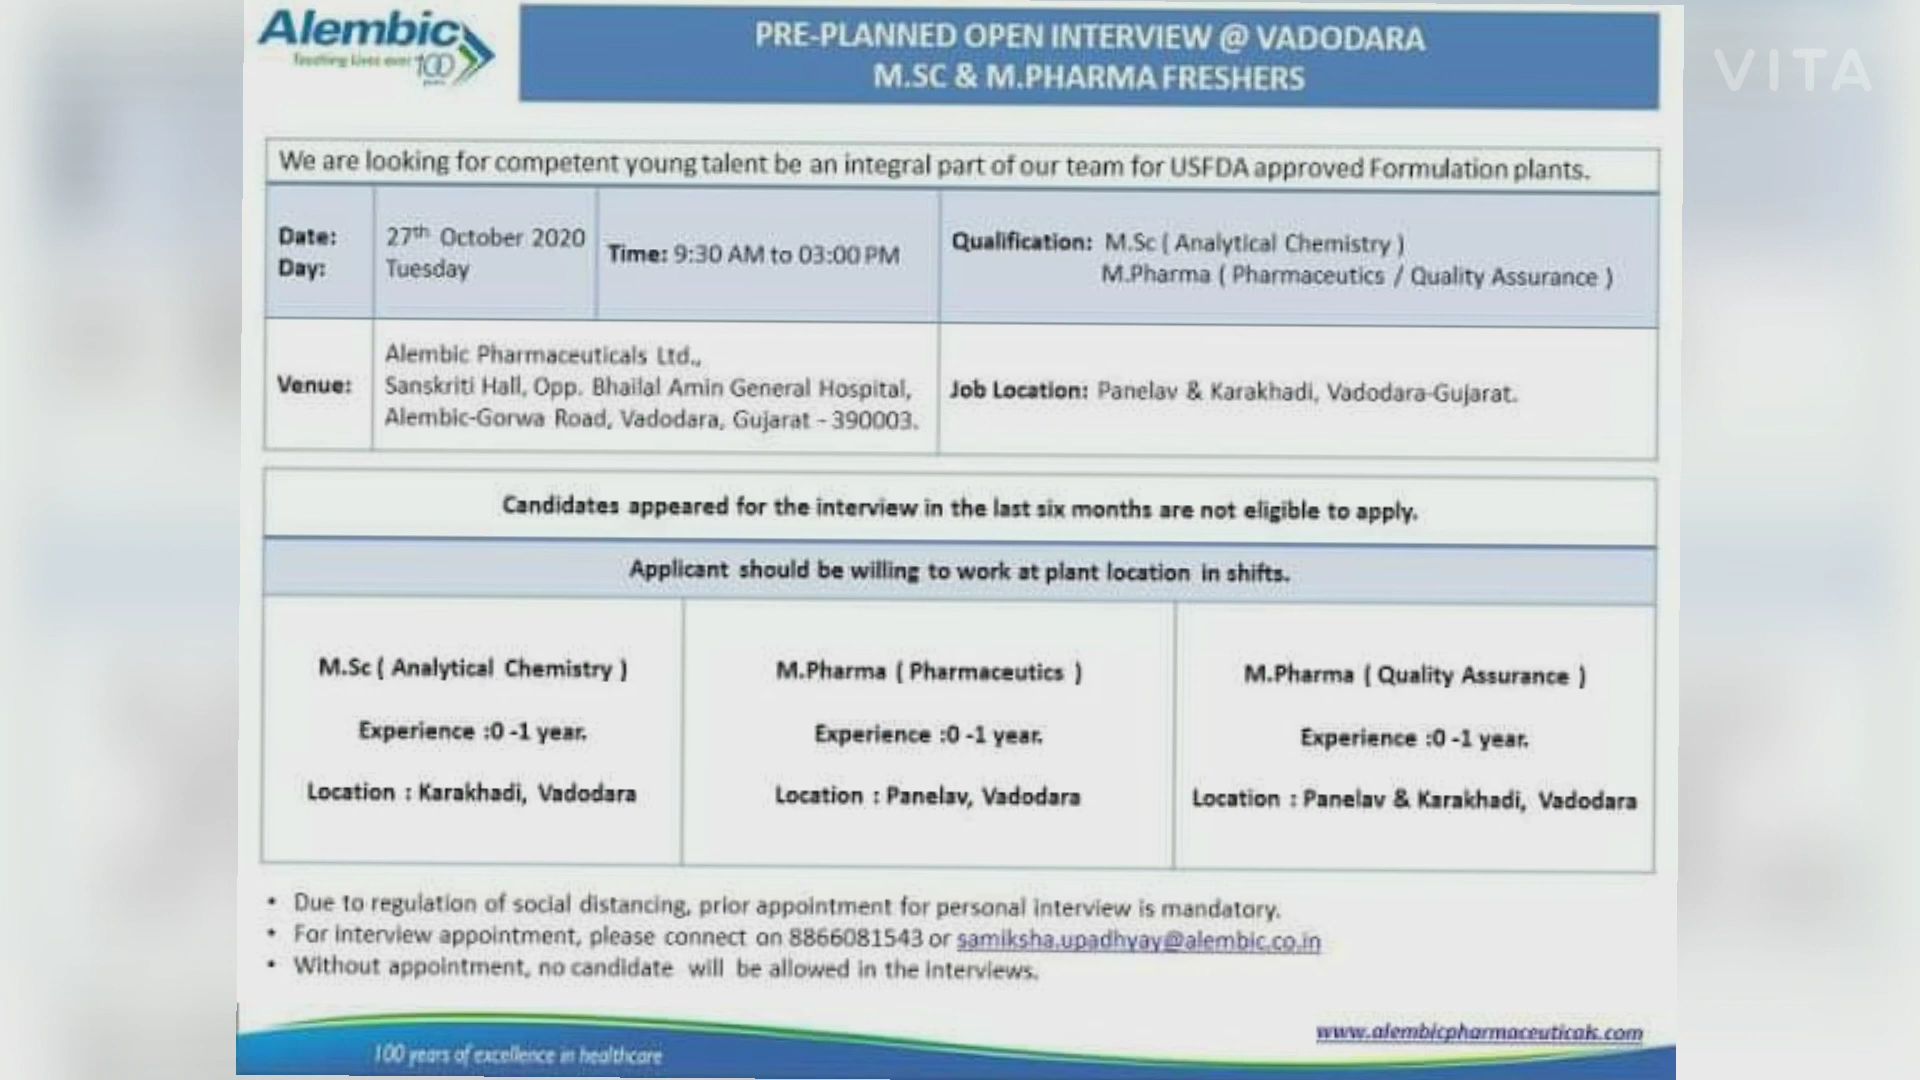 Alembic
Touching Lives over 100 years
PRE-PLANNED OPEN INTERVIEW @ VADODARA
M.SC & M.PHARMA FRESHERS
VITA
We are looking for competent young talent be an integral part of our team for USFDA approved Formulation plants.
Date: 27th October 2020
Day: Tuesday
Time: 9:30 AM to 03:00 PM
Qualification: M.Sc ( Analytical Chemistry )
M.Pharma ( Pharmaceutics / Quality Assurance )
Venue:
Alembic Pharmaceuticals Ltd.,
Sanskriti Hall, Opp. Bhailal Amin General Hospital,
Alembic-Gorwa Road, Vadodara, Gujarat - 390003.
Job Location: Panelav & Karakhadi, Vadodara-Gujarat.
Candidates appeared for the interview in the last six months are not eligible to apply.
Applicant should be willing to work at plant location in shifts.
M.Sc ( Analytical Chemistry )
Experience :0 -1 year.
Location : Karakhadi, Vadodara
M.Pharma ( Pharmaceutics )
Experience :0 -1 year.
Location : Panelav, Vadodara
M.Pharma ( Quality Assurance )
Experience :0 -1 year.
Location : Panelav & Karakhadi, Vadodara
• Due to regulation of social distancing, prior appointment for personal interview is mandatory.
• For interview appointment, please connect on 8866081543 or samiksha.upadhyay@alembic.co.in
• Without appointment, no candidate will be allowed in the interviews.
www.alembicpharmaceuticals.com
100 years of excellence in healthcare